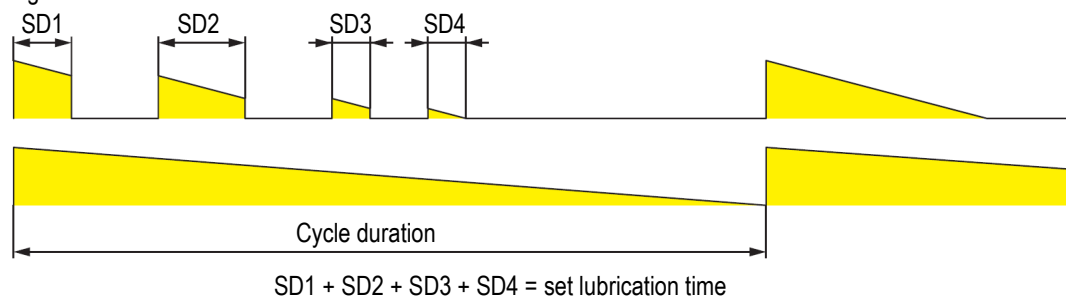 SD1 SD2 SD3 SD4
Cycle duration
SD1 + SD2 + SD3 + SD4 = set lubrication time